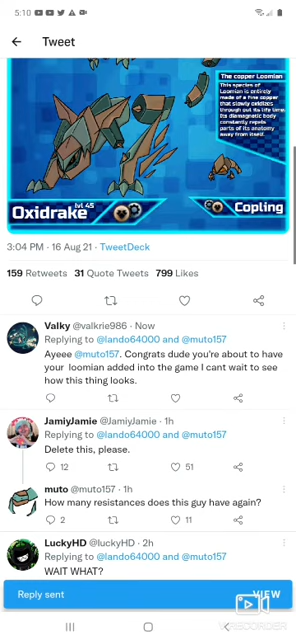 5:10
Tweet
The copper Loomian
This species of
Loomian is entirely
made of a fine copper
that slowly oxidizes
through out its life time.
Its diamagnetic body
constantly repels
parts of its anatomy
away from itself.
Oxidrake lvl 45
Copling
3:04 PM · 16 Aug 21 · TweetDeck
159 Retweets 31 Quote Tweets 799 Likes
Valky @valkrie986 · Now
Replying to @lando64000 and @muto157
Ayeee @muto157. Congrats dude you're about to have
your loomian added into the game I cant wait to see
how this thing looks.
JamiyJamie @JamiyJamie · 1h
Replying to @lando64000 and @muto157
Delete this, please.
12 51
muto @muto157 · 1h
How many resistances does this guy have again?
2 11
LuckyHD @luckyHD · 2h
Replying to @lando64000 and @muto157
WAIT WHAT?
Reply sent VIEW